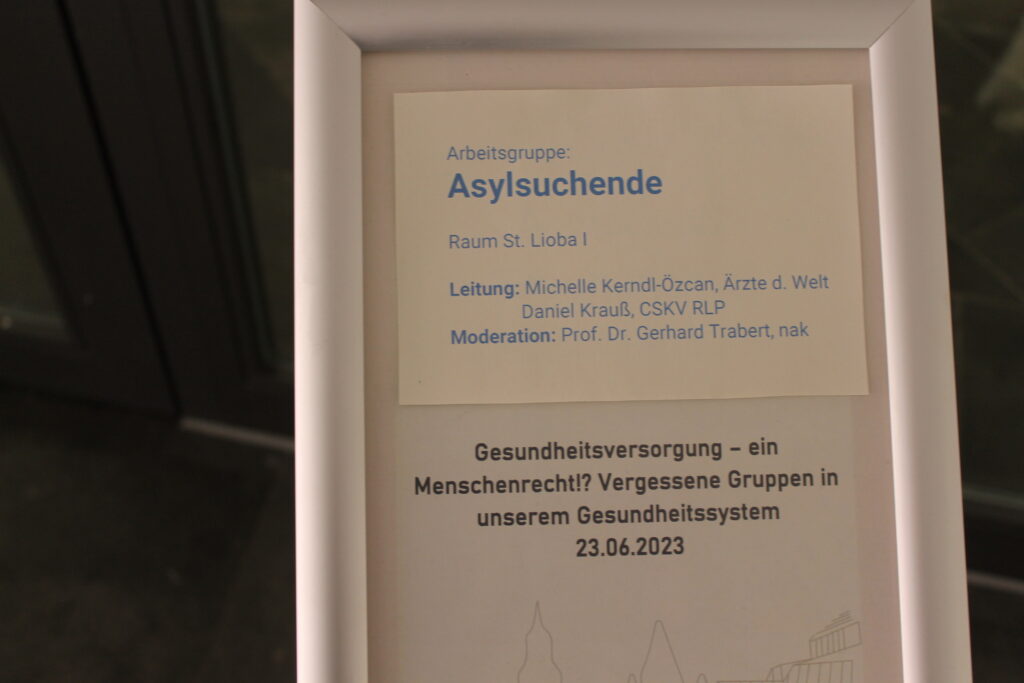 Arbeitsgruppe:
Asylsuchende
Raum St. Lioba I
Leitung: Michelle Kerndl-Özcan, Ärzte d. Welt
Daniel Krauß, CSKV RLP
Moderation: Prof. Dr. Gerhard Trabert, nak
Gesundheitsversorgung – ein
Menschenrecht!? Vergessene Gruppen in
unserem Gesundheitssystem
23.06.2023